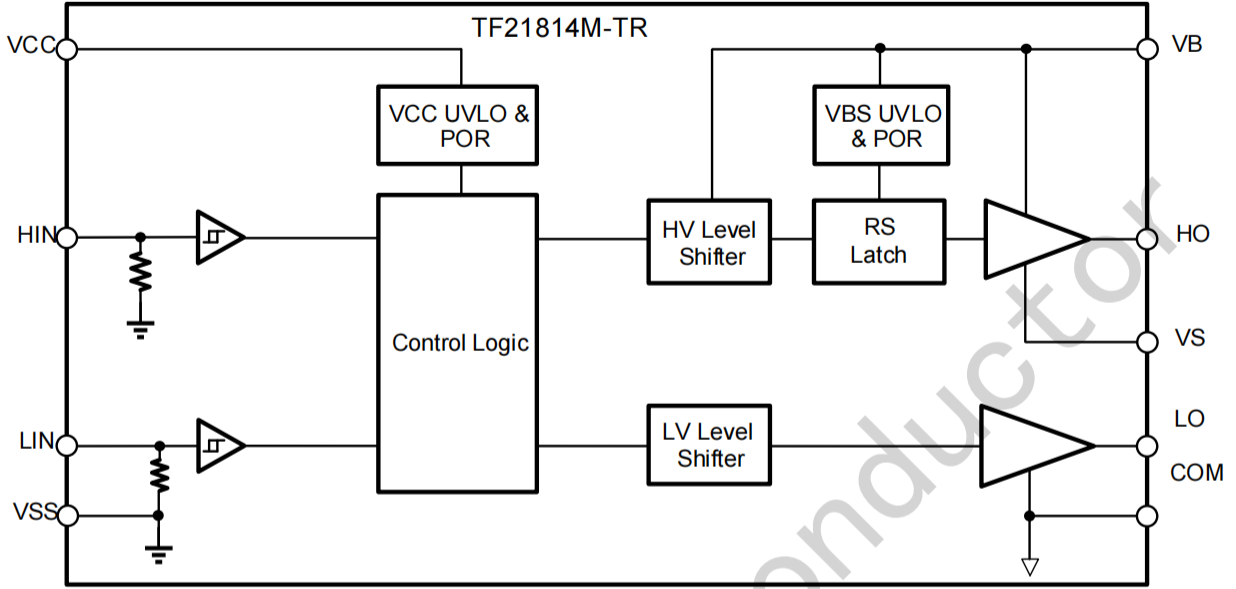 TF21814M-TR
VCC
VB
VCC UVLO &
POR
VBS UVLO
& POR
HIN
HV Level
Shifter
RS
Latch
HO
Control Logic
VS
LIN
LV Level
Shifter
LO
COM
VSS
onductor